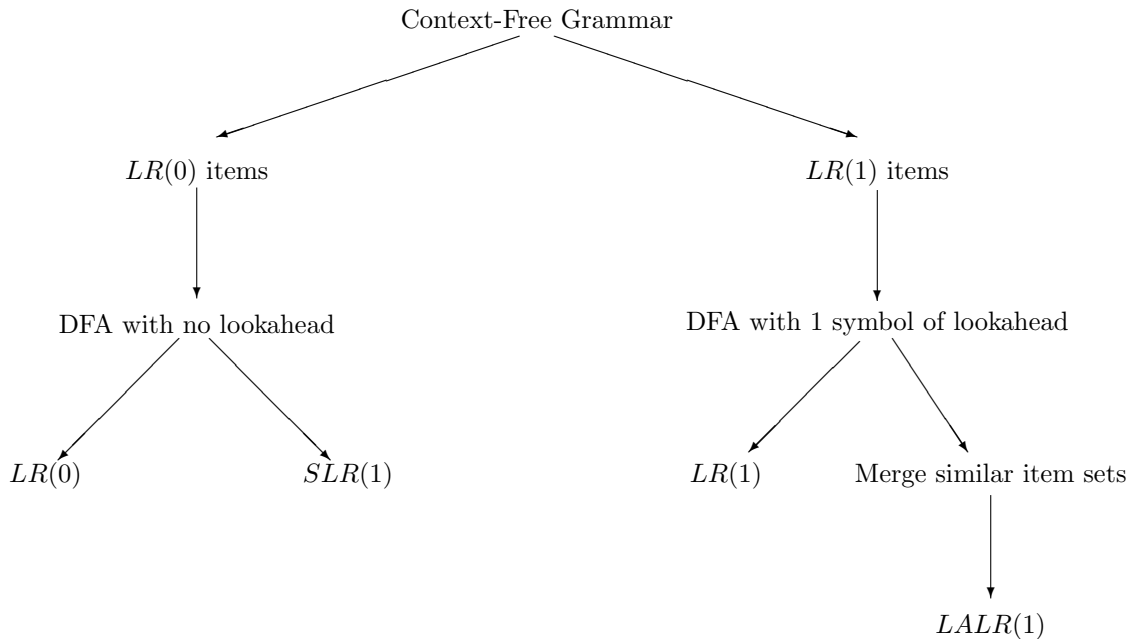 Context-Free Grammar
LR(0) items
LR(1) items
DFA with no lookahead
DFA with 1 symbol of lookahead
LR(0)
SLR(1)
LR(1)
Merge similar item sets
LALR(1)